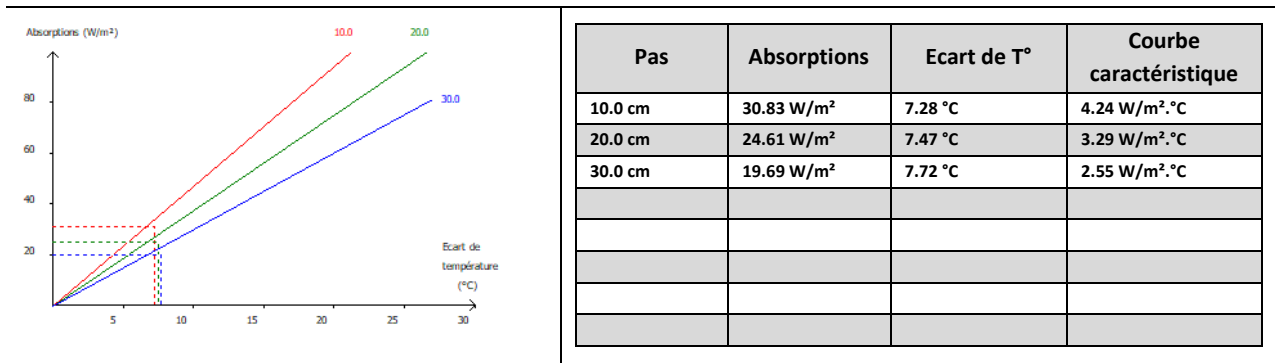 Absorptions (W/m²)
10.0
20.0
80
30.0
60
40
20
Ecart de
température
(°C)
5 10 15 20 25 30
Pas Absorptions Ecart de T° Courbe
caractéristique
10.0 cm 30.83 W/m² 7.28 °C 4.24 W/m².°C
20.0 cm 24.61 W/m² 7.47 °C 3.29 W/m².°C
30.0 cm 19.69 W/m² 7.72 °C 2.55 W/m².°C